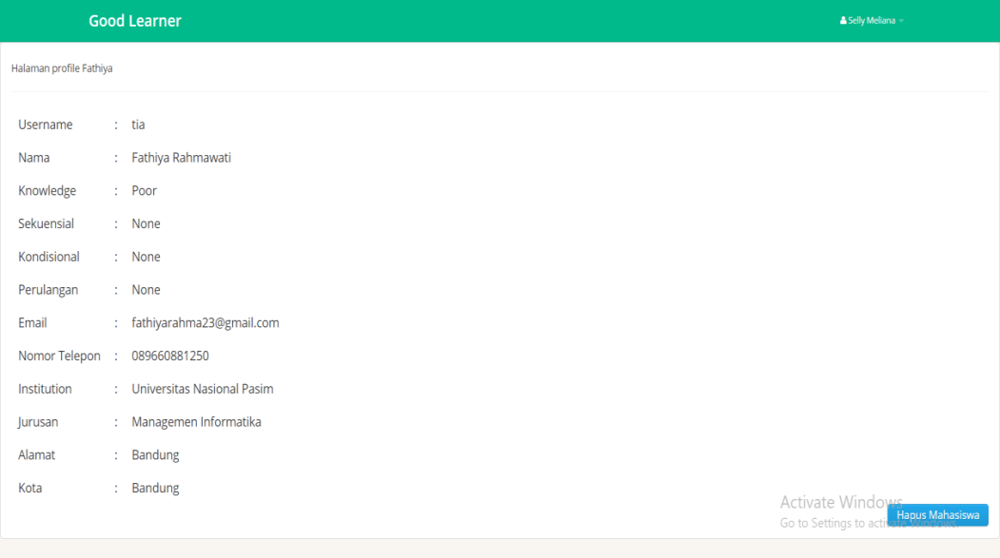 Good Learner
Selly Meliana
Halaman profile Fathiya
Username : tia
Nama : Fathiya Rahmawati
Knowledge : Poor
Sekuensial : None
Kondisional : None
Perulangan : None
Email : fathiyarahma23@gmail.com
Nomor Telepon : 089660881250
Institution : Universitas Nasional Pasim
Jurusan : Managemen Informatika
Alamat : Bandung
Kota : Bandung
Activate Windows
Go to Settings to activate Windows.
Hapus Mahasiswa